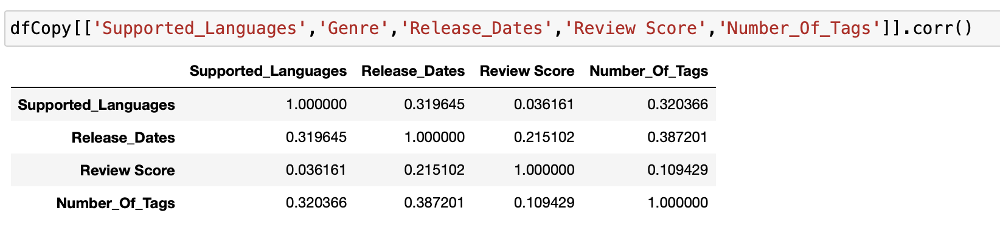 dfCopy[['Supported_Languages','Genre','Release_Dates','Review Score','Number_Of_Tags']].corr()
Supported_Languages Release_Dates Review Score Number_Of_Tags
Supported_Languages 1.000000 0.319645 0.036161 0.320366
Release_Dates 0.319645 1.000000 0.215102 0.387201
Review Score 0.036161 0.215102 1.000000 0.109429
Number_Of_Tags 0.320366 0.387201 0.109429 1.000000